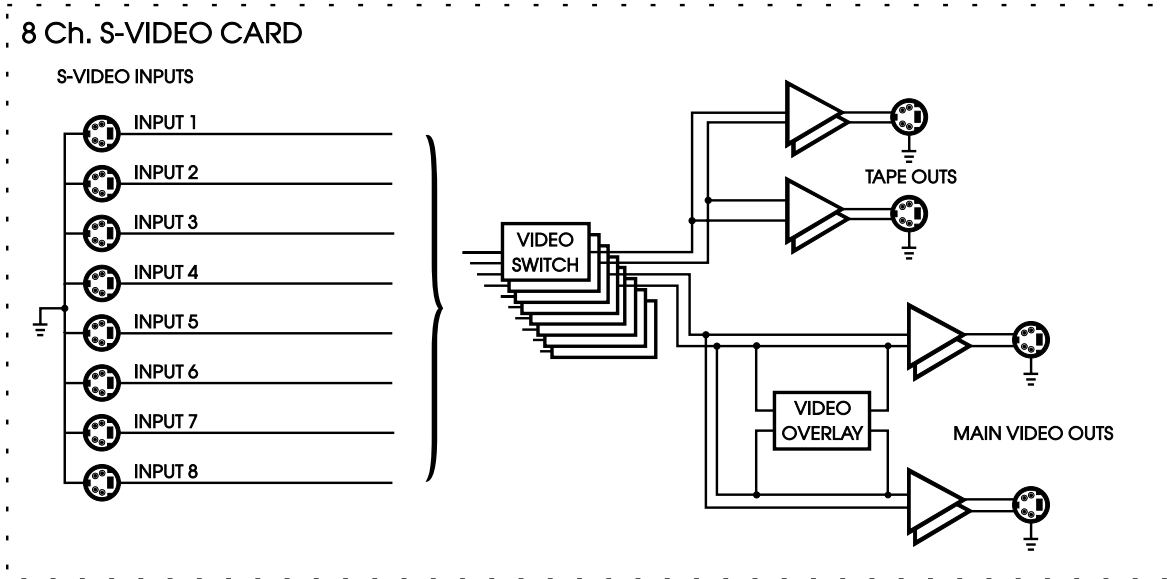 8 Ch. S-VIDEO CARD
S-VIDEO INPUTS
INPUT 1
INPUT 2
INPUT 3
INPUT 4
INPUT 5
INPUT 6
INPUT 7
INPUT 8
VIDEO
SWITCH
TAPE OUTS
VIDEO
OVERLAY
MAIN VIDEO OUTS